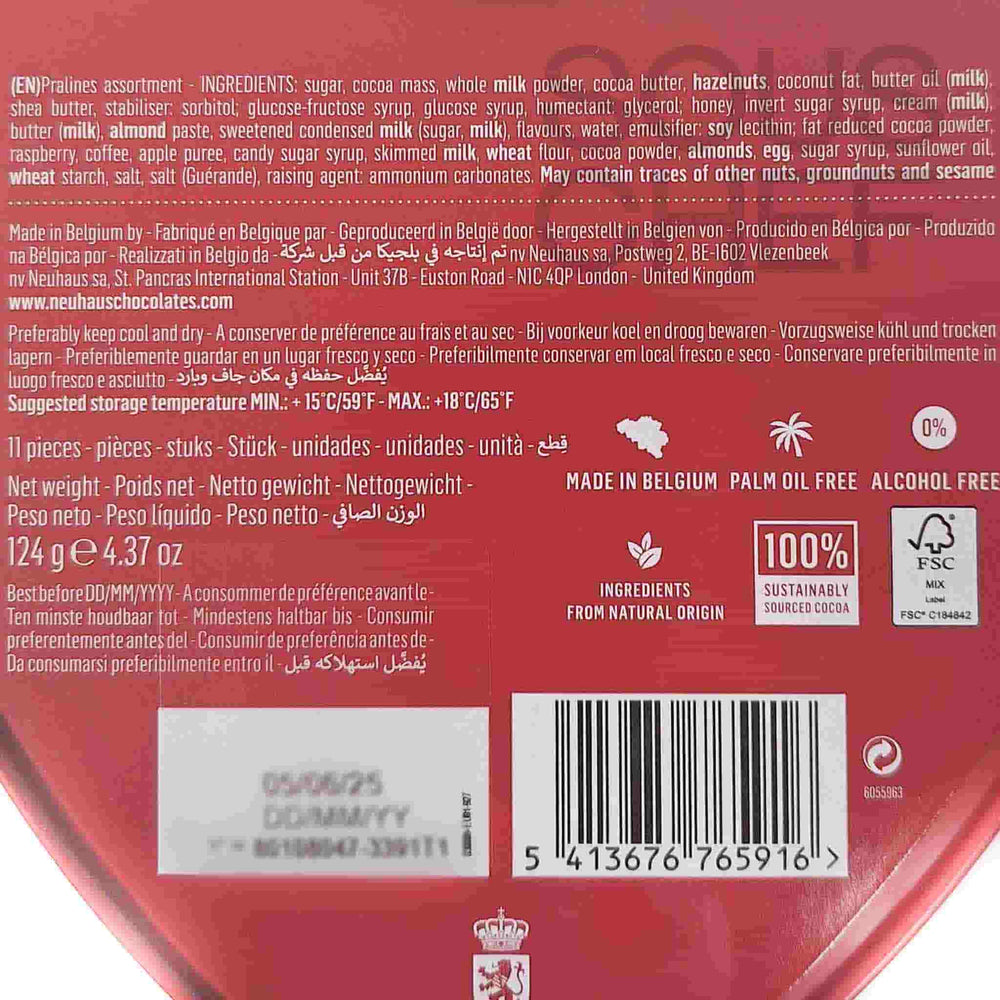 (EN)Pralines assortment - INGREDIENTS: sugar, cocoa mass, whole milk powder, cocoa butter, hazelnuts, coconut fat, butter oil (milk),
shea butter, stabiliser: sorbitol; glucose-fructose syrup, glucose syrup, humectant: glycerol; honey, invert sugar syrup, cream (milk),
butter (milk), almond paste, sweetened condensed milk (sugar, milk), flavours, water, emulsifier: soy lecithin; fat reduced cocoa powder,
raspberry, coffee, apple puree, candy sugar syrup, skimmed milk, wheat flour, cocoa powder, almonds, egg, sugar syrup, sunflower oil,
wheat starch, salt, salt (Guérande), raising agent: ammonium carbonates. May contain traces of other nuts, groundnuts and sesame
Made in Belgium by - Fabriqué en Belgique par - Geproduceerd in België door - Hergestellt in Belgien von - Producido en Bélgica por - Produzido
na Bélgica por - Realizzati in Belgio da - تم إنتاجه في بلجيكا من قبل شركة nv Neuhaus sa, Postweg 2, BE-1602 Vlezenbeek
nv Neuhaus sa, St. Pancras International Station - Unit 37B - Euston Road - N1C 4QP London - United Kingdom
www.neuhauschocolates.com
Preferably keep cool and dry - A conserver de préférence au frais et au sec - Bij voorkeur koel en droog bewaren - Vorzugsweise kühl und trocken
lagern - Preferiblemente guardar en un lugar fresco y seco - Preferibilmente conservar em local fresco e seco - Conservare preferibilmente in
luogo fresco e asciutto - يُفضَّل حفظه في مكان جاف وبارد
Suggested storage temperature MIN.: + 15°C/59°F - MAX.: +18°C/65°F
11 pieces - pièces - stuks - Stück - unidades - unidades - unità - قِطع
Net weight - Poids net - Netto gewicht - Nettogewicht -
Peso neto - Peso líquido - Peso netto - الوزن الصافي
124 g e 4.37 oz
MADE IN BELGIUM
PALM OIL FREE
0%
ALCOHOL FREE
INGREDIENTS
FROM NATURAL ORIGIN
100%
SUSTAINABLY
SOURCED COCOA
FSC
MIX
Label
FSC® C184842
Best before DD/MM/YYYY - A consommer de préférence avant le -
Ten minste houdbaar tot - Mindestens haltbar bis - Consumir
preferentemente antes del - Consumir de preferência antes de -
Da consumarsi preferibilmente entro il - يُفضَّل استهلاكه قبل
05/06/25
DD/MM/YY
5 413676 765916 >
6055963